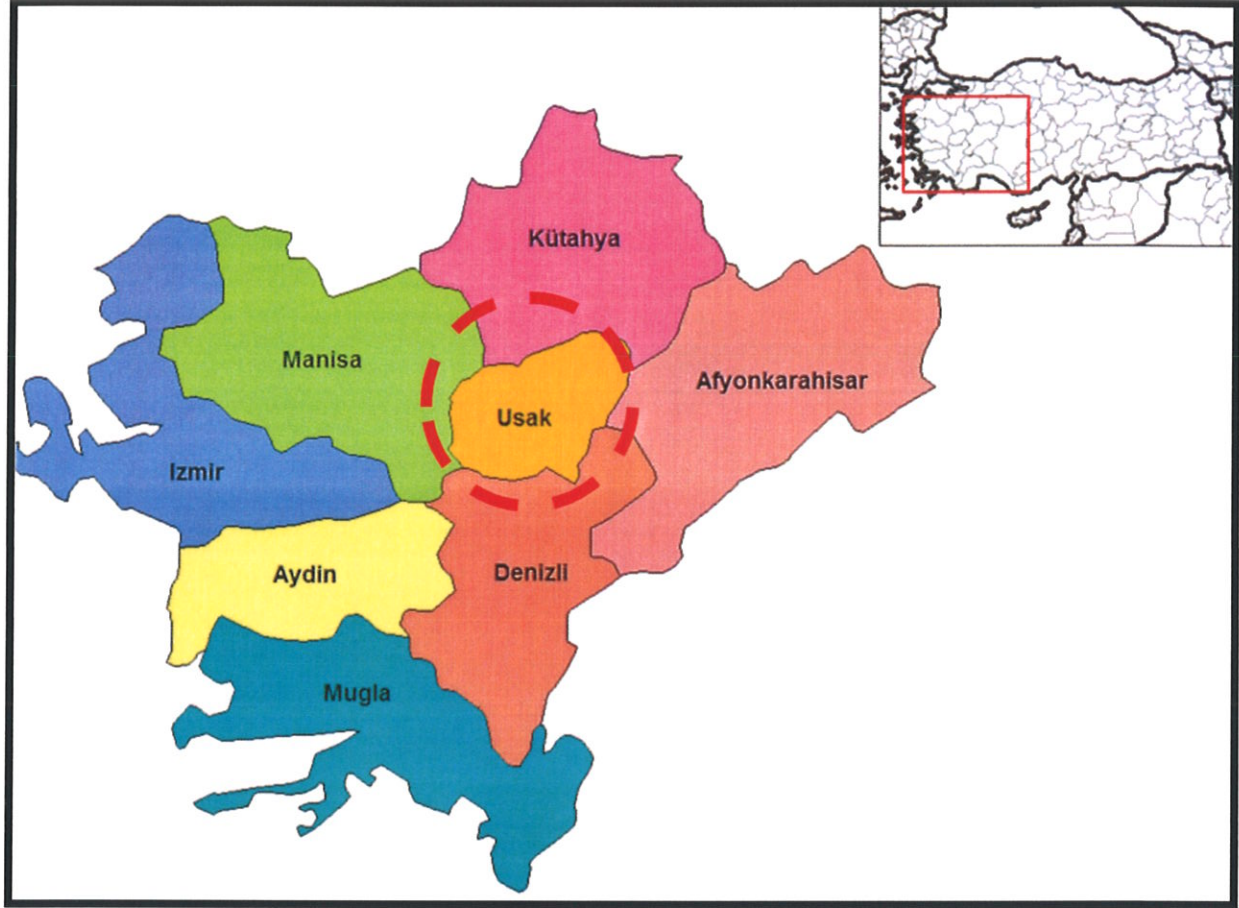 Kütahya
Manisa
Afyonkarahisar
Usak
Izmir
Aydin
Denizli
Mugla